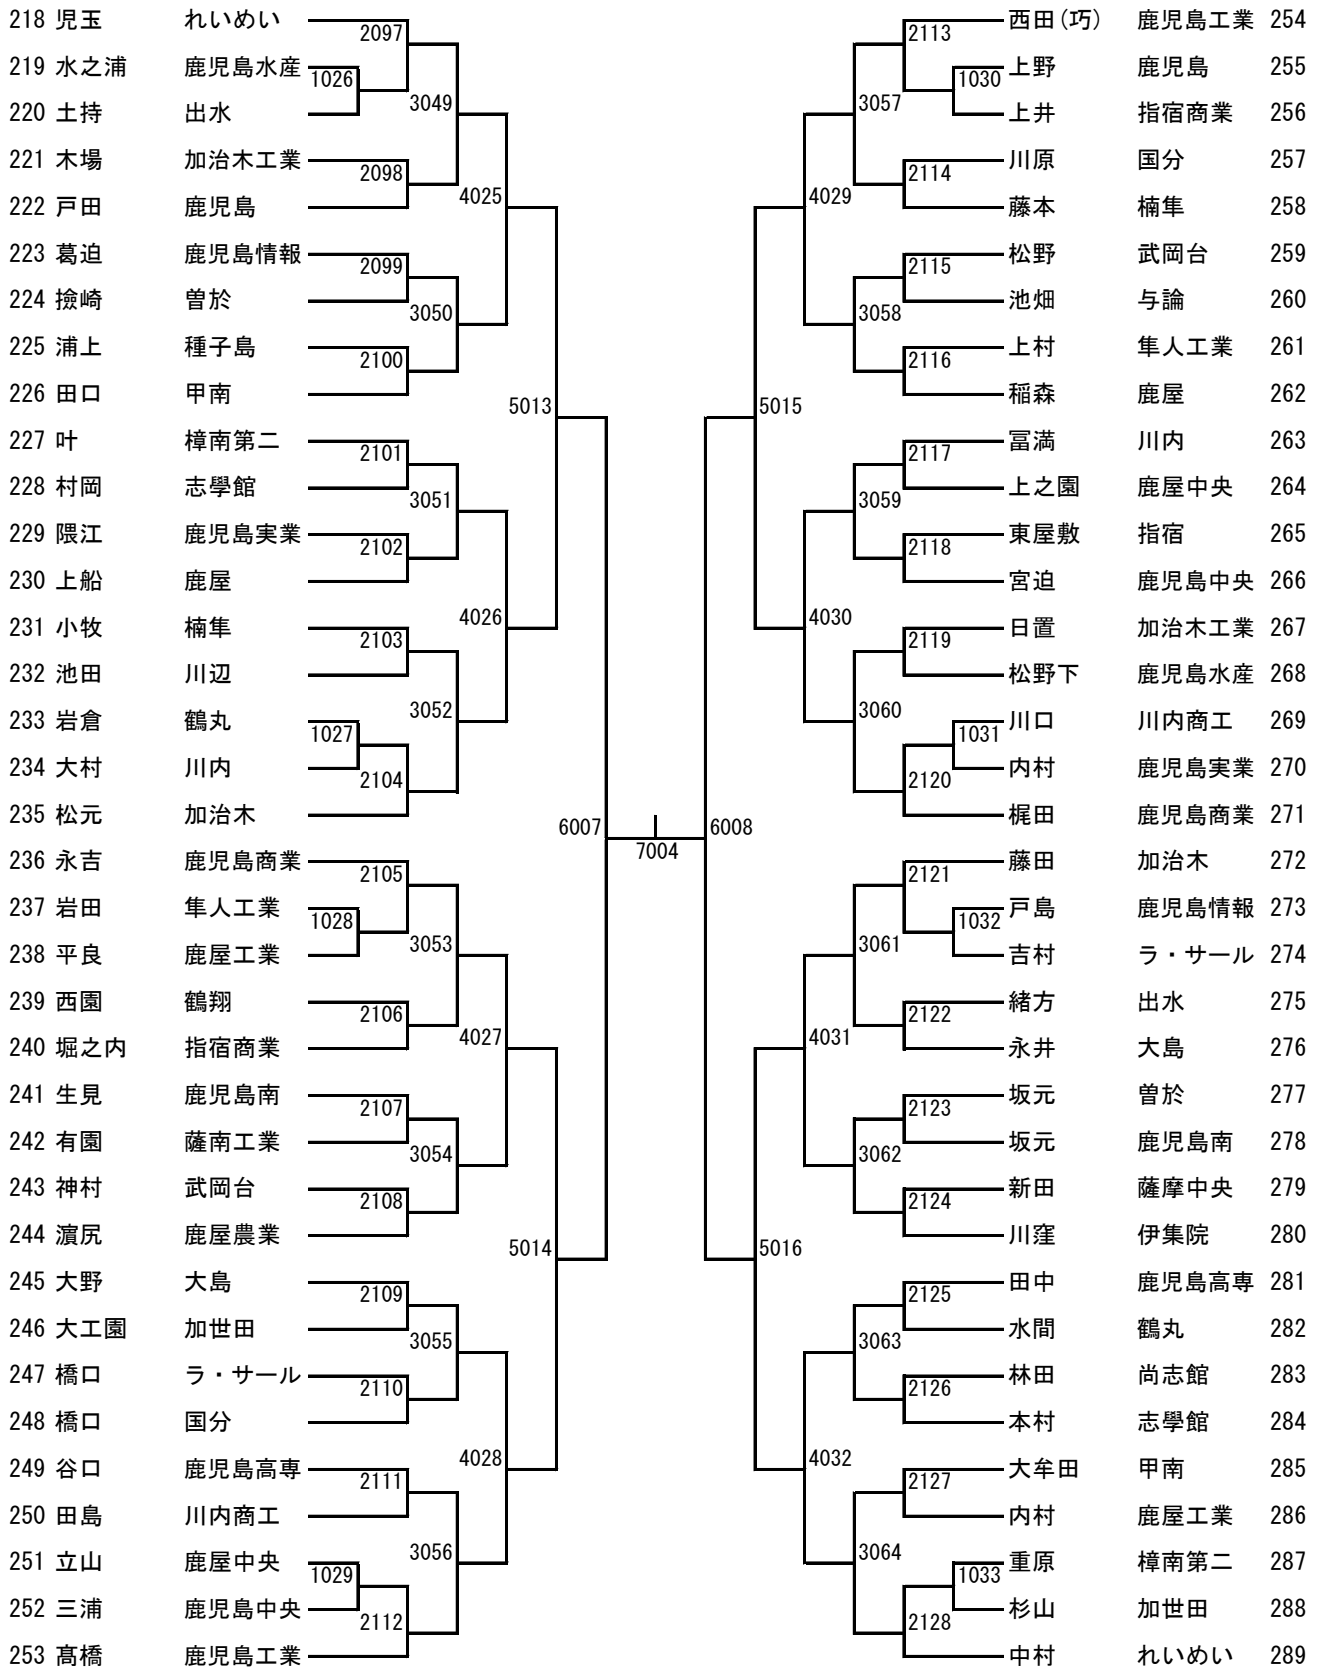 218 児玉 れいめい
219 水之浦 鹿児島水産
220 土持 出水
221 木場 加治木工業
222 戸田 鹿児島
223 葛迫 鹿児島情報
224 撿崎 曽於
225 浦上 種子島
226 田口 甲南
227 叶 樟南第二
228 村岡 志學館
229 隈江 鹿児島実業
230 上船 鹿屋
231 小牧 楠隼
232 池田 川辺
233 岩倉 鶴丸
234 大村 川内
235 松元 加治木
236 永吉 鹿児島商業
237 岩田 隼人工業
238 平良 鹿屋工業
239 西園 鶴翔
240 堀之内 指宿商業
241 生見 鹿児島南
242 有園 薩南工業
243 神村 武岡台
244 濵尻 鹿屋農業
245 大野 大島
246 大工園 加世田
247 橋口 ラ・サール
248 橋口 国分
249 谷口 鹿児島高専
250 田島 川内商工
251 立山 鹿屋中央
252 三浦 鹿児島中央
253 髙橋 鹿児島工業
1026
1027
1028
1029
2097
2098
2099
2100
2101
2102
2103
2104
2105
2106
2107
2108
2109
2110
2111
2112
3049
3050
3051
3052
3053
3054
3055
3056
4025
4026
4027
4028
5013
5014
6007
7004
6008
5015
5016
4029
4030
4031
4032
3057
3058
3059
3060
3061
3062
3063
3064
2113
2114
2115
2116
2117
2118
2119
2120
2121
2122
2123
2124
2125
2126
2127
2128
1030
1031
1032
1033
西田(巧) 鹿児島工業 254
上野 鹿児島 255
上井 指宿商業 256
川原 国分 257
藤本 楠隼 258
松野 武岡台 259
池畑 与論 260
上村 隼人工業 261
稲森 鹿屋 262
冨満 川内 263
上之園 鹿屋中央 264
東屋敷 指宿 265
宮迫 鹿児島中央 266
日置 加治木工業 267
松野下 鹿児島水産 268
川口 川内商工 269
内村 鹿児島実業 270
梶田 鹿児島商業 271
藤田 加治木 272
戸島 鹿児島情報 273
吉村 ラ・サール 274
緒方 出水 275
永井 大島 276
坂元 曽於 277
坂元 鹿児島南 278
新田 薩摩中央 279
川窪 伊集院 280
田中 鹿児島高専 281
水間 鶴丸 282
林田 尚志館 283
本村 志學館 284
大牟田 甲南 285
内村 鹿屋工業 286
重原 樟南第二 287
杉山 加世田 288
中村 れいめい 289